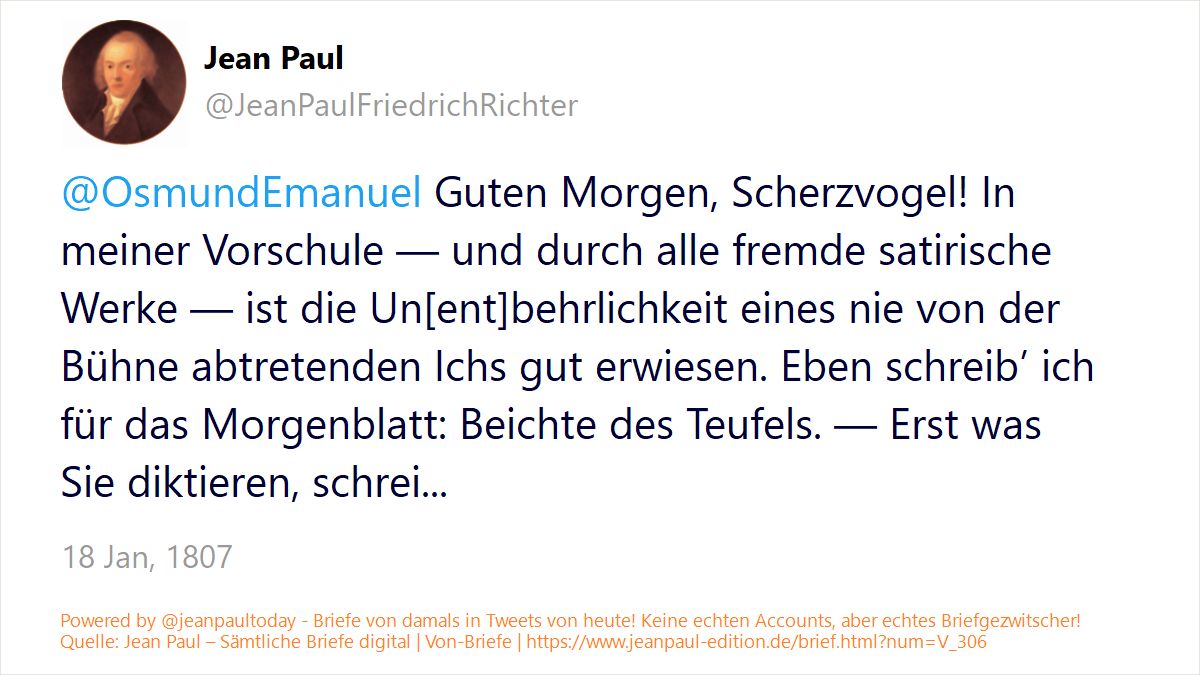 Jean Paul
@JeanPaulFriedrichRichter
@OsmundEmanuel Guten Morgen, Scherzvogel! In
meiner Vorschule — und durch alle fremde satirische
Werke — ist die Un[ent]behrlichkeit eines nie von der
Bühne abtretenden Ichs gut erwiesen. Eben schreib’ ich
für das Morgenblatt: Beichte des Teufels. — Erst was
Sie diktieren, schrei...
18 Jan, 1807
Powered by @jeanpaultoday - Briefe von damals in Tweets von heute! Keine echten Accounts, aber echtes Briefgezwitscher!
Quelle: Jean Paul – Sämtliche Briefe digital | Von-Briefe | https://www.jeanpaul-edition.de/brief.html?num=V_306